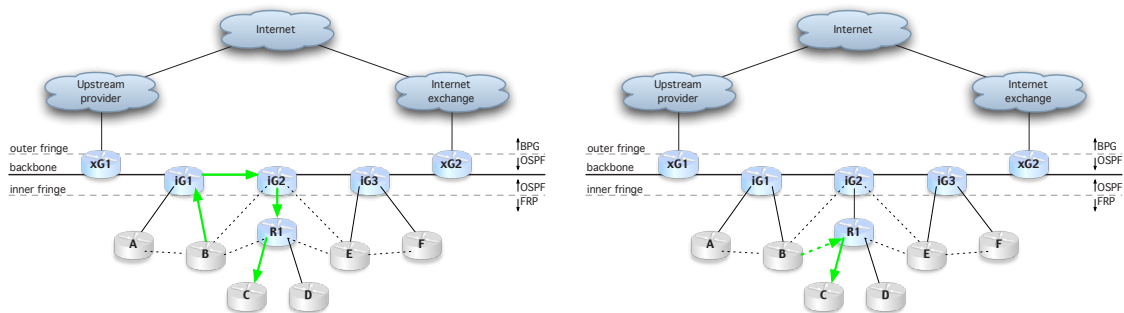 Internet
Upstream
provider
Internet
exchange
outer fringe
BPG
xG1
xG2
OSPF
backbone
iG1
iG2
iG3
OSPF
inner fringe
FRP
R1
A
B
E
F
C
D
Internet
Upstream
provider
Internet
exchange
outer fringe
BPG
xG1
xG2
OSPF
backbone
iG1
iG2
iG3
OSPF
inner fringe
FRP
R1
A
B
E
F
C
D